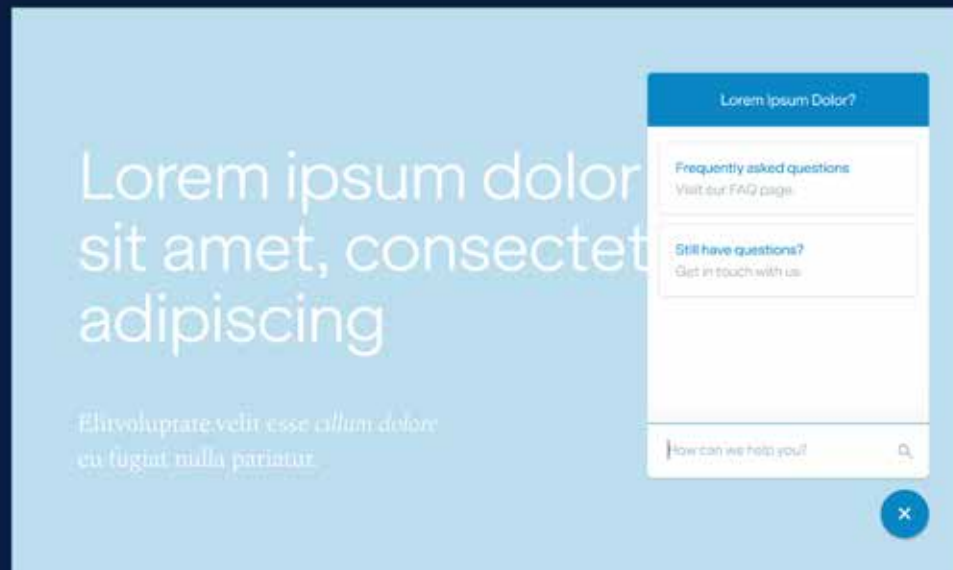 Lorem ipsum dolor
sit amet, consectet
adipiscing
Elitvoluptate velit esse cillum dolore
eu fugiat nulla pariatur
Lorem Ipsum Dolor?
Frequently asked questions
Visit our FAQ page
Still have questions?
Get in touch with us
How can we help you?